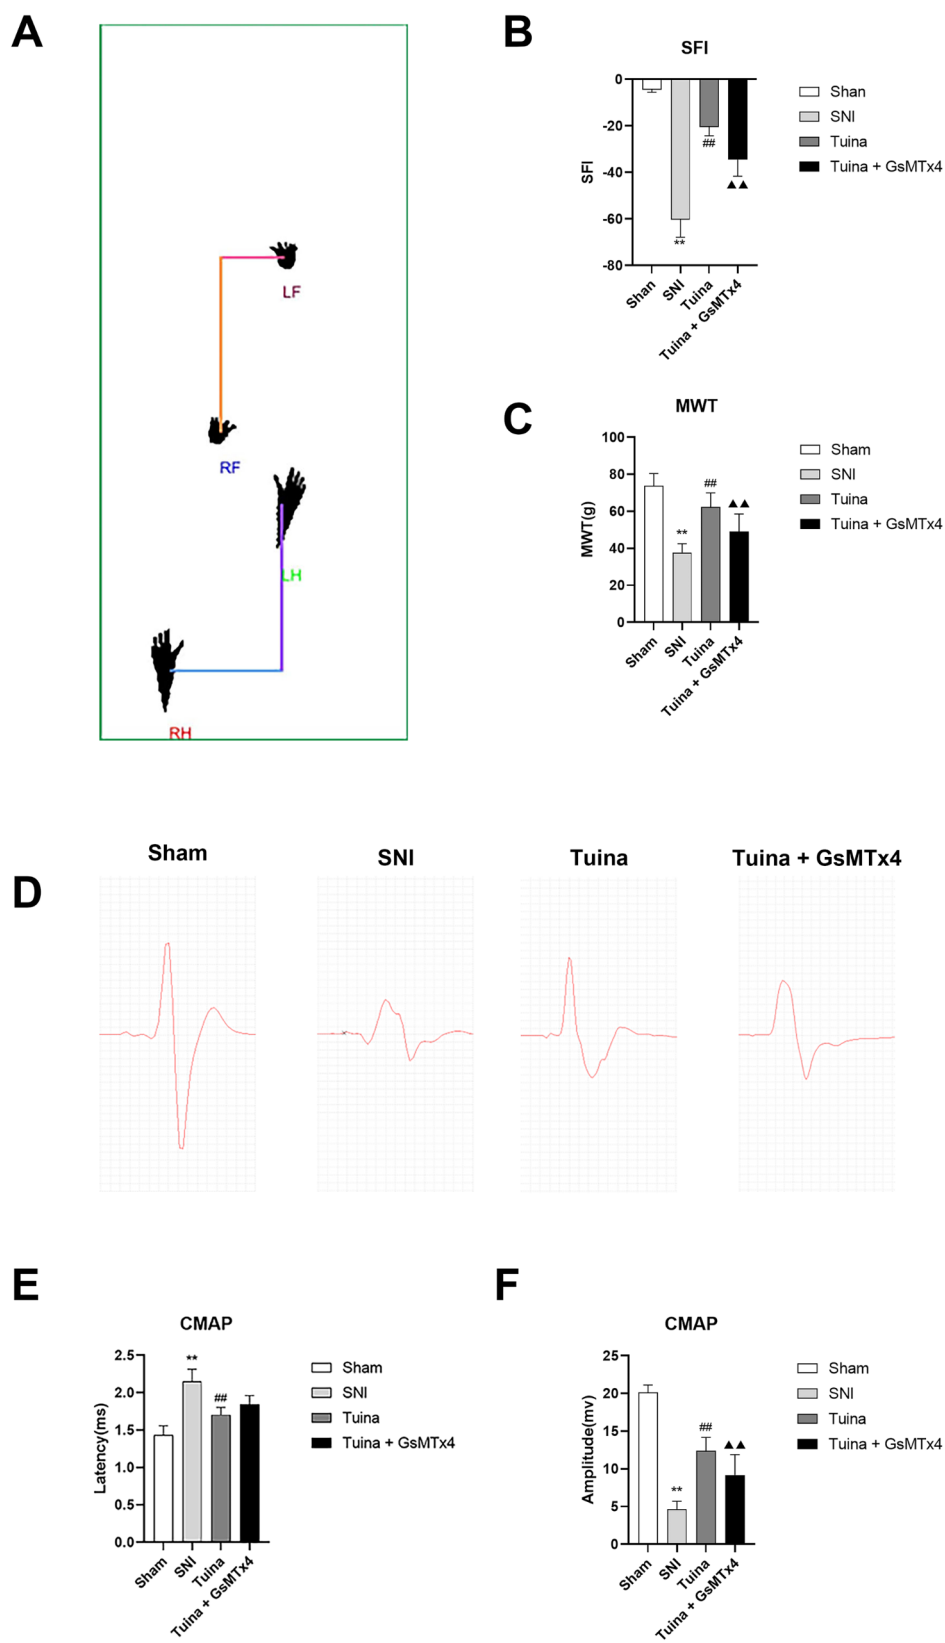 A
LF
RF
LH
RH
B
SFI
SFI
0
-20
-40
-60
-80
**
##
▲▲
Shan
SNI
Tuina
Tuina + GsMTx4
Shan
SNI
Tuina
Tuina + GsMTx4
C
MWT
MWT(g)
100
80
60
40
20
0
**
##
▲▲
Sham
SNI
Tuina
Tuina + GsMTx4
Sham
SNI
Tuina
Tuina + GsMTx4
D
Sham
SNI
Tuina
Tuina + GsMTx4
E
CMAP
Latency(ms)
2.5
2.0
1.5
1.0
0.5
0.0
**
##
Sham
SNI
Tuina
Tuina + GsMTx4
Sham
SNI
Tuina
Tuina + GsMTx4
F
CMAP
Amplitude(mv)
25
20
15
10
5
0
**
##
▲▲
Sham
SNI
Tuina
Tuina + GsMTx4
Sham
SNI
Tuina
Tuina + GsMTx4